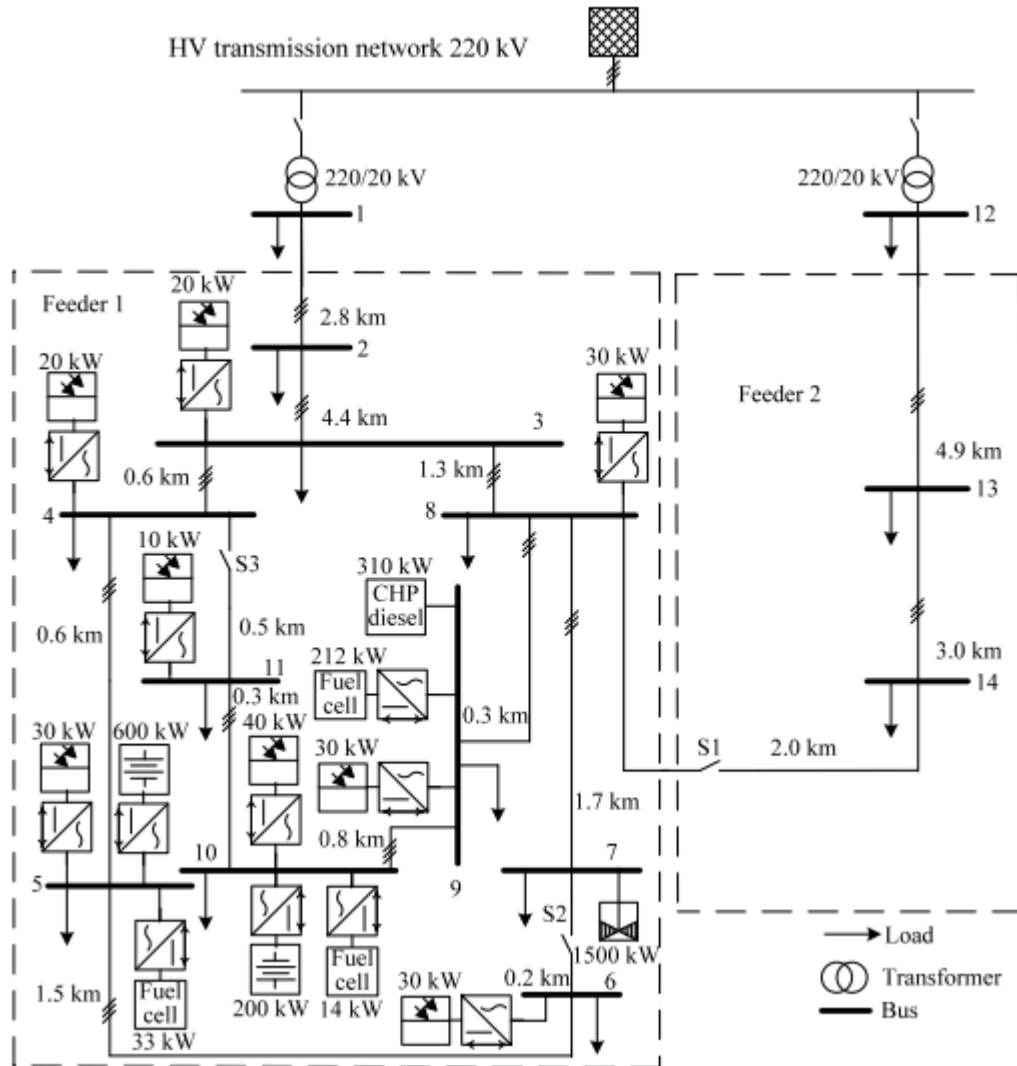 HV transmission network 220 kV
220/20 kV
220/20 kV
1
12
Feeder 1
20 kW
2.8 km
2
20 kW
30 kW
Feeder 2
4.4 km
3
0.6 km
1.3 km
4.9 km
13
4
8
S3
10 kW
310 kW
CHP
diesel
0.6 km
0.5 km
3.0 km
11
212 kW
Fuel
cell
14
0.3 km
0.3 km
30 kW
600 kW
40 kW
S1
2.0 km
30 kW
1.7 km
0.8 km
10
7
5
9
S2
1500 kW
Load
Fuel
cell
Fuel
cell
0.2 km
6
Transformer
1.5 km
200 kW
14 kW
30 kW
33 kW
Bus